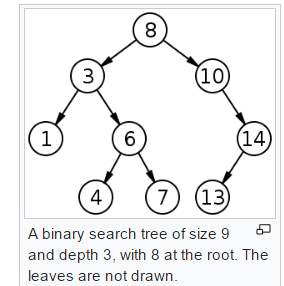 8
3 10
1 6 14
4 7 13
A binary search tree of size 9
and depth 3, with 8 at the root. The
leaves are not drawn.